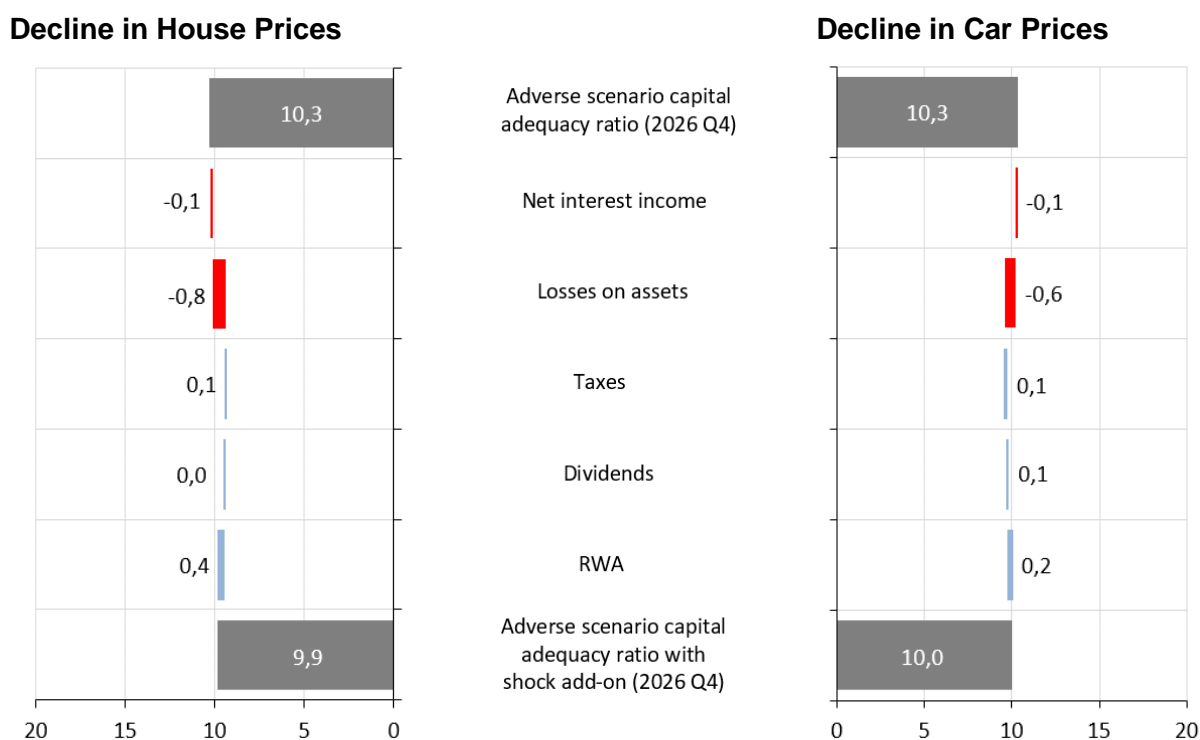 Decline in House Prices
Decline in Car Prices
10,3
Adverse scenario capital
adequacy ratio (2026 Q4)
10,3
-0,1
Net interest income
-0,1
-0,8
Losses on assets
-0,6
0,1
Taxes
0,1
0,0
Dividends
0,1
0,4
RWA
0,2
9,9
Adverse scenario capital
adequacy ratio with
shock add-on (2026 Q4)
10,0
20 15 10 5 0
0 5 10 15 20